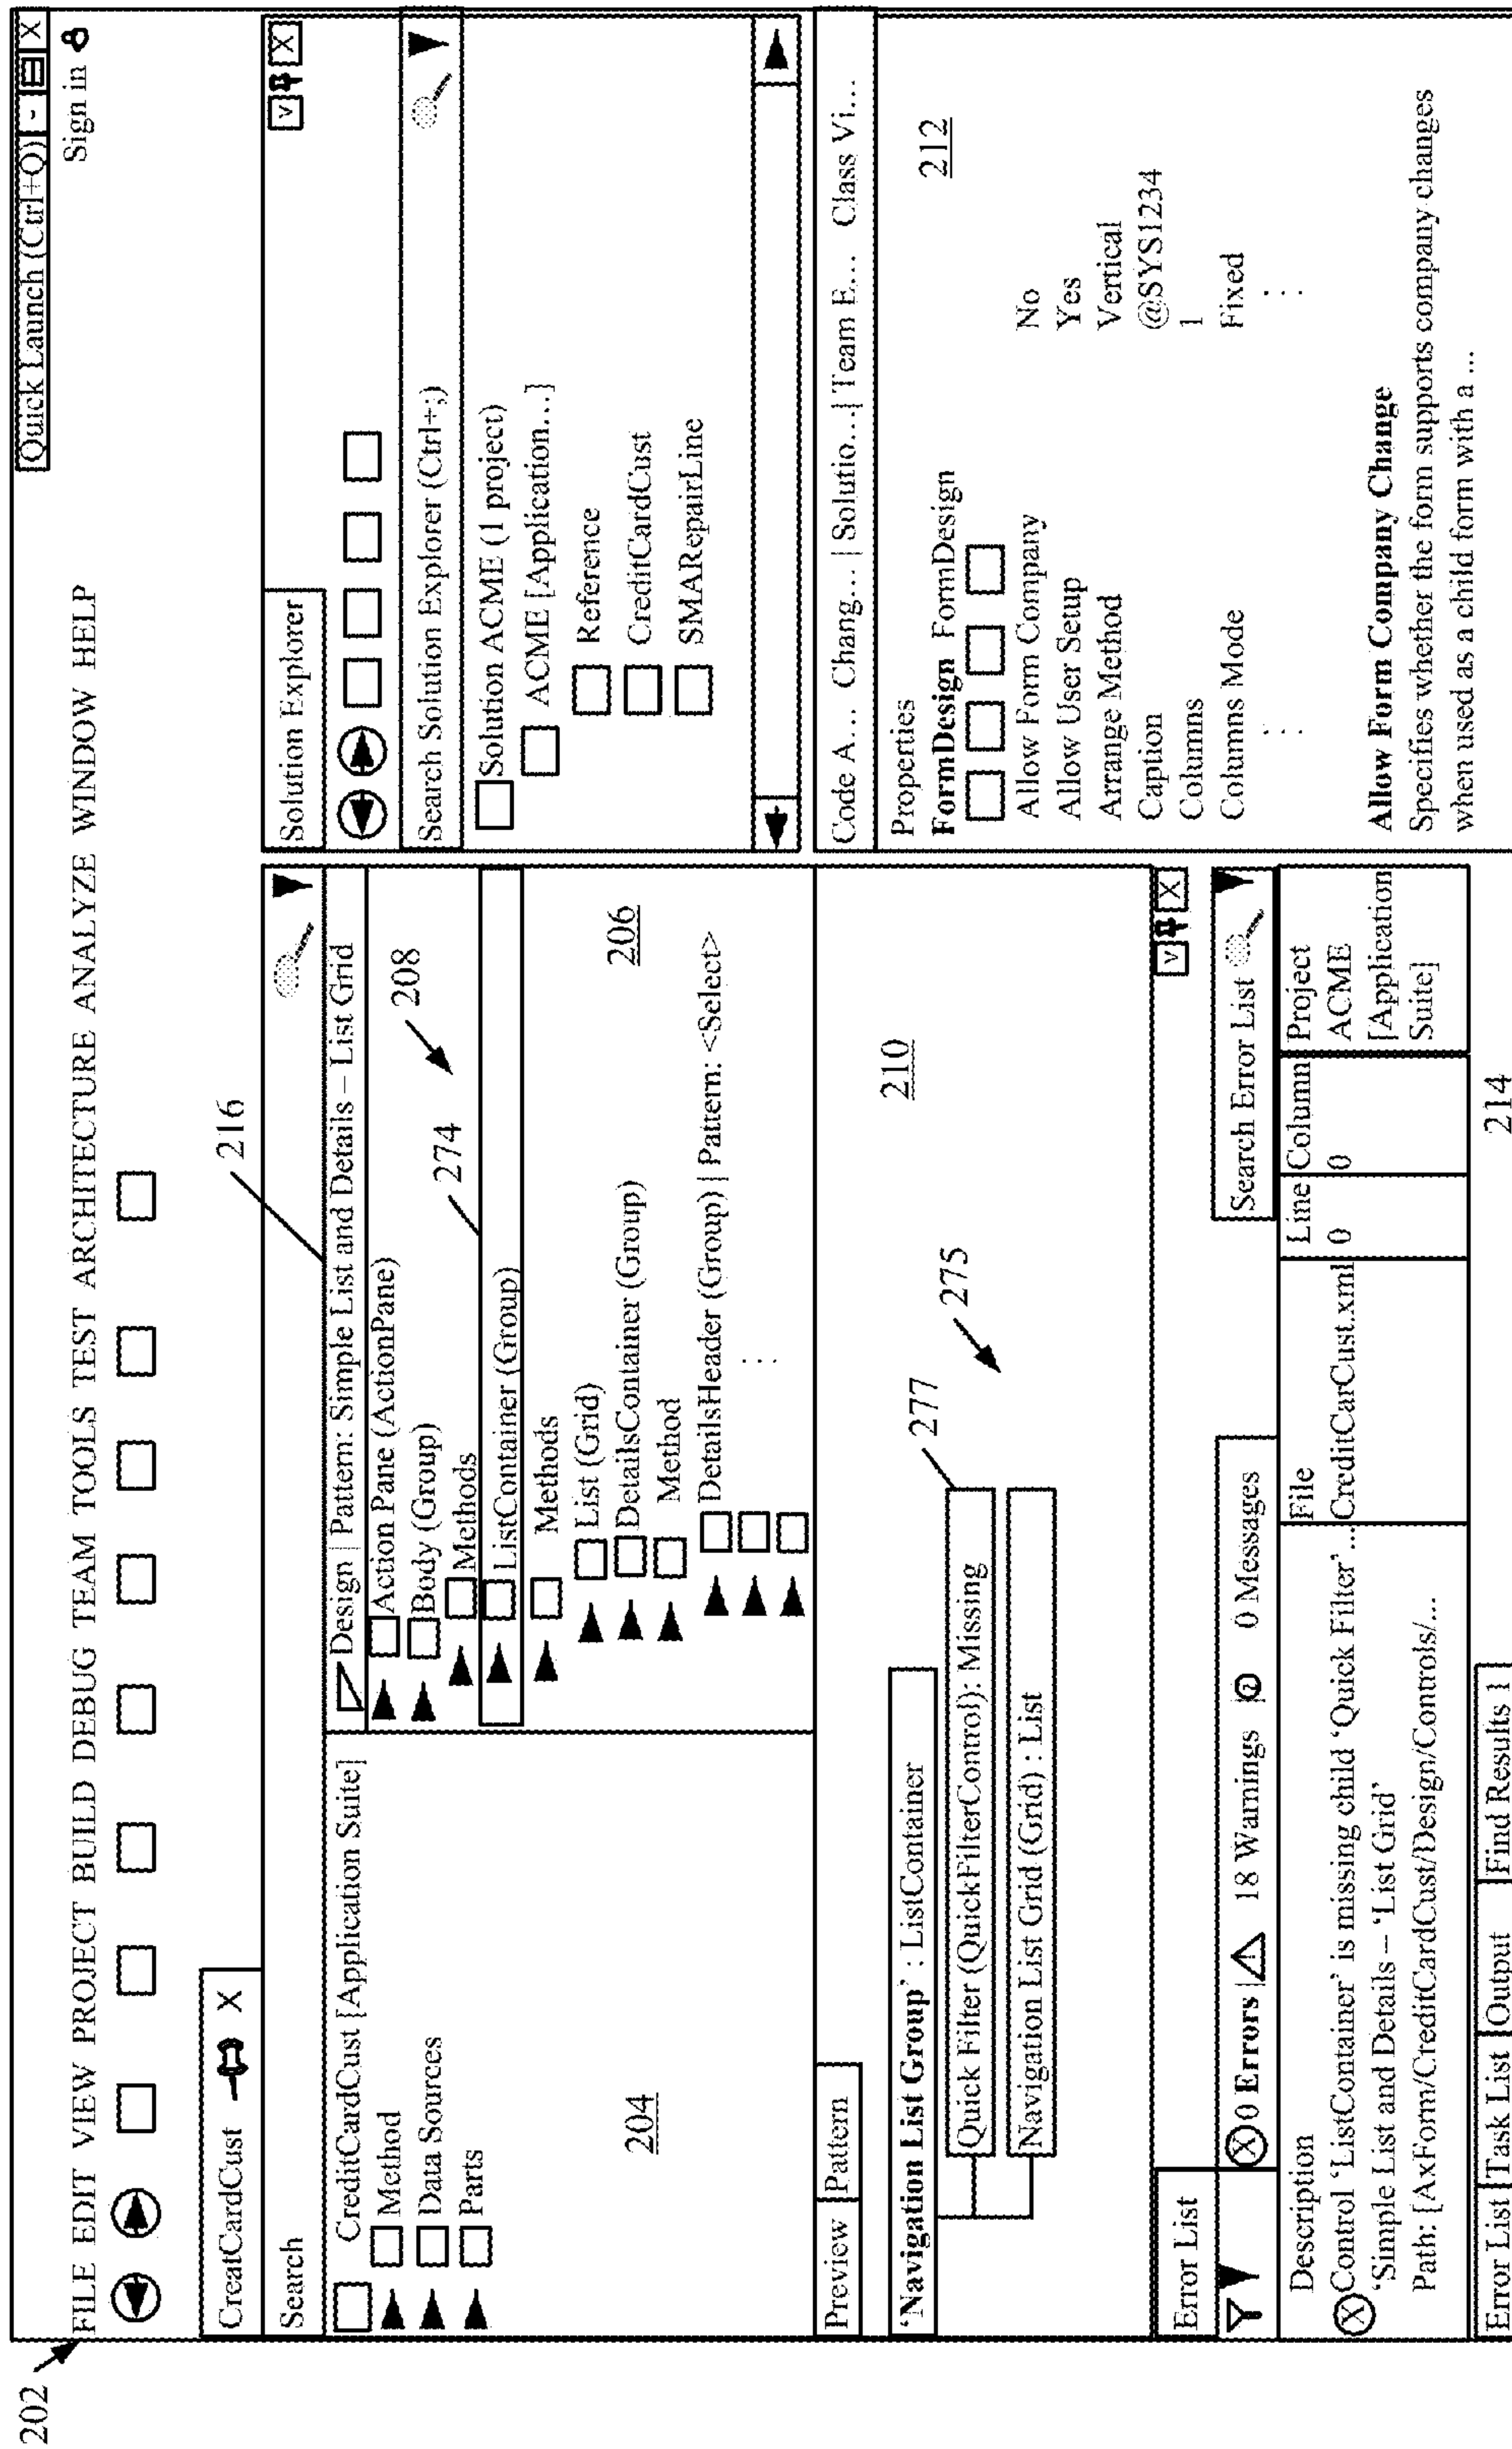 202
Quick Launch (Ctrl+Q) - X
FILE EDIT VIEW PROJECT BUILD DEBUG TEAM TOOLS TEST ARCHITECTURE ANALYZE WINDOW HELP
Sign in
CreatCardCust X
216
Search
CreditCardCust [Application Suite]
Method
Data Sources
Parts
204
Design | Pattern: Simple List and Details – List Grid
Action Pane (ActionPane)
Body (Group)
208
Methods
274
ListContainer (Group)
Methods
List (Grid)
206
DetailsContainer (Group)
Method
DetailsHeader (Group) | Pattern: <Select>
Solution Explorer
v X
Search Solution Explorer (Ctrl+;)
Solution ACME (1 project)
ACME [Application...]
Reference
CreditCardCust
SMARepairLine
Preview Pattern
210
'Navigation List Group' : ListContainer
277
Quick Filter (QuickFilterControl): Missing
275
Navigation List Grid (Grid) : List
Code A... Chang... | Solutio...| Team E... Class Vi...
Properties
212
FormDesign FormDesign
Allow Form Company No
Allow User Setup Yes
Arrange Method Vertical
Caption @SYS1234
Columns 1
Columns Mode Fixed
Allow Form Company Change
Specifies whether the form supports company changes
when used as a child form with a ...
Error List
v X
X 0 Errors 18 Warnings 0 Messages
Search Error List
Description File Line Column Project
X Control 'ListContainer' is missing child 'Quick Filter'... CreditCarCust.xml 0 0 ACME
'Simple List and Details – 'List Grid' [Application
Path: [AxForm/CreditCardCust/Design/Controls/... Suite]
Error List Task List Output Find Results 1
214